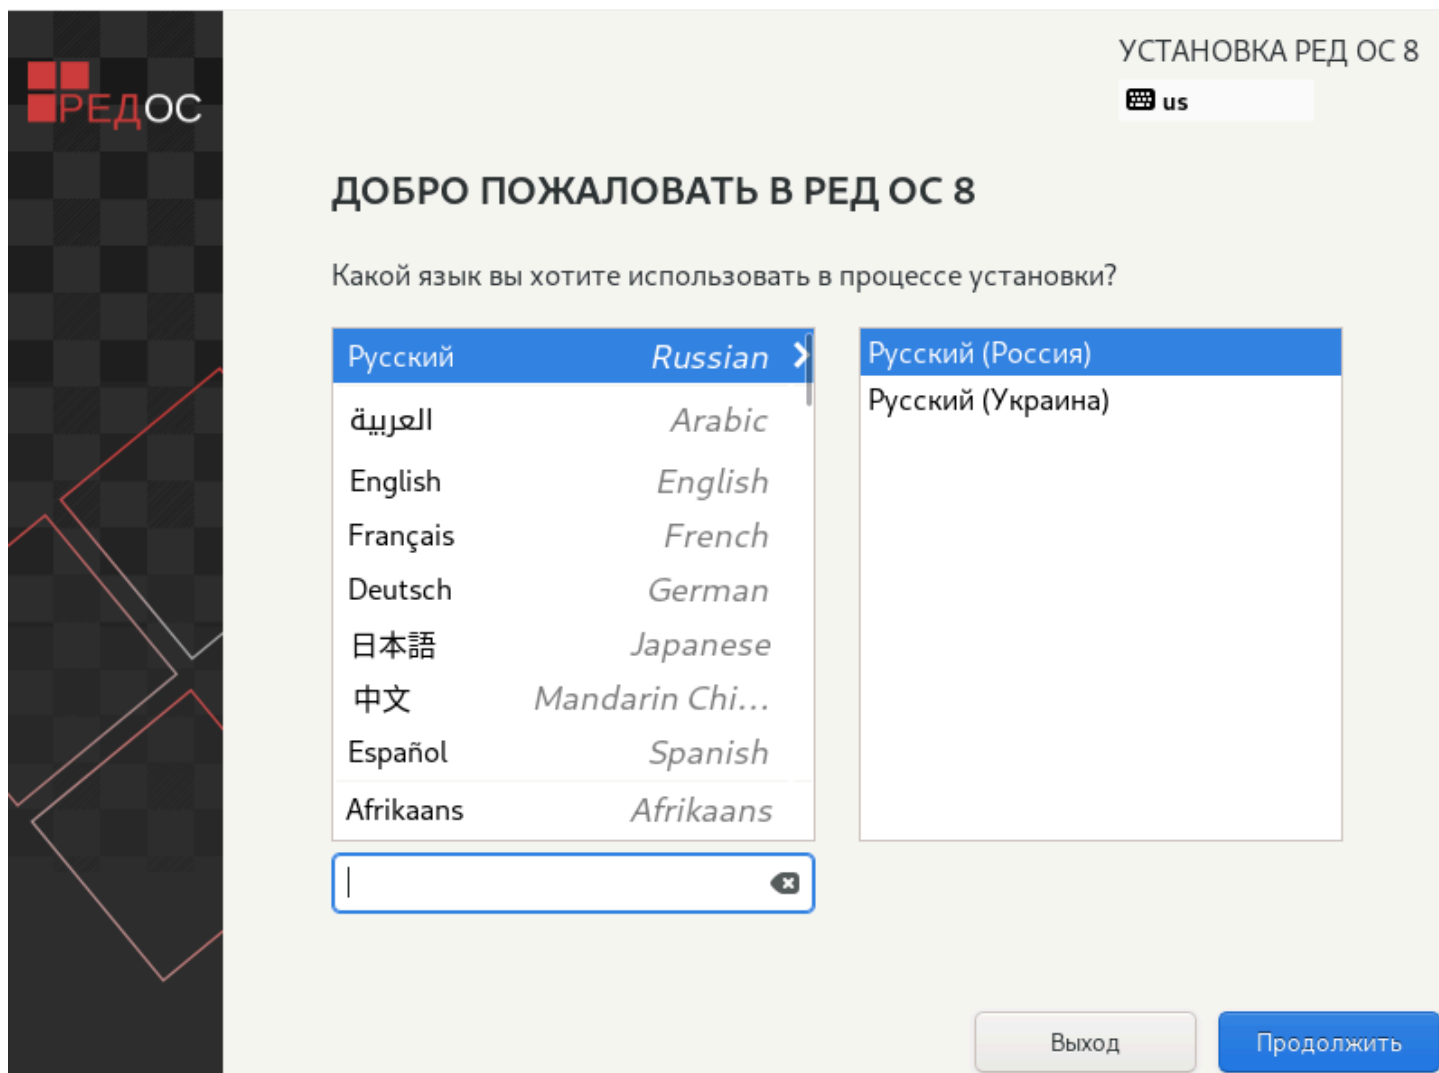 РЕДОС
УСТАНОВКА РЕД ОС 8
us
ДОБРО ПОЖАЛОВАТЬ В РЕД ОС 8
Какой язык вы хотите использовать в процессе установки?
Русский Russian
العربية Arabic
English English
Français French
Deutsch German
日本語 Japanese
中文 Mandarin Chi...
Español Spanish
Afrikaans Afrikaans
Русский (Россия)
Русский (Украина)
Выход
Продолжить